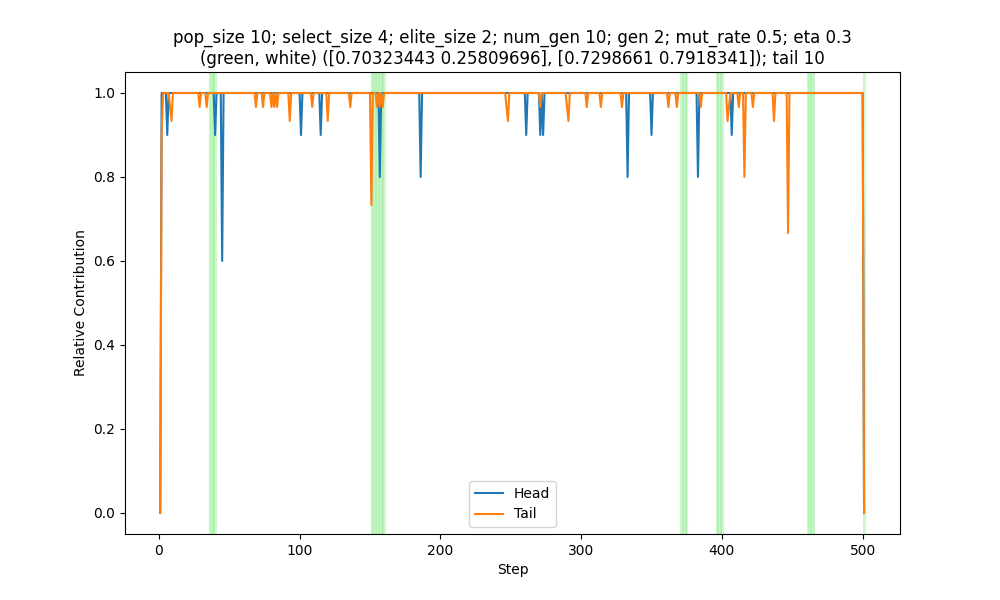 pop_size 10; select_size 4; elite_size 2; num_gen 10; gen 2; mut_rate 0.5; eta 0.3
(green, white) ([0.70323443 0.25809696], [0.7298661 0.7918341]); tail 10
1.0
0.8
0.6
0.4
0.2
0.0
Relative Contribution
Head
Tail
0
100
200
300
400
500
Step